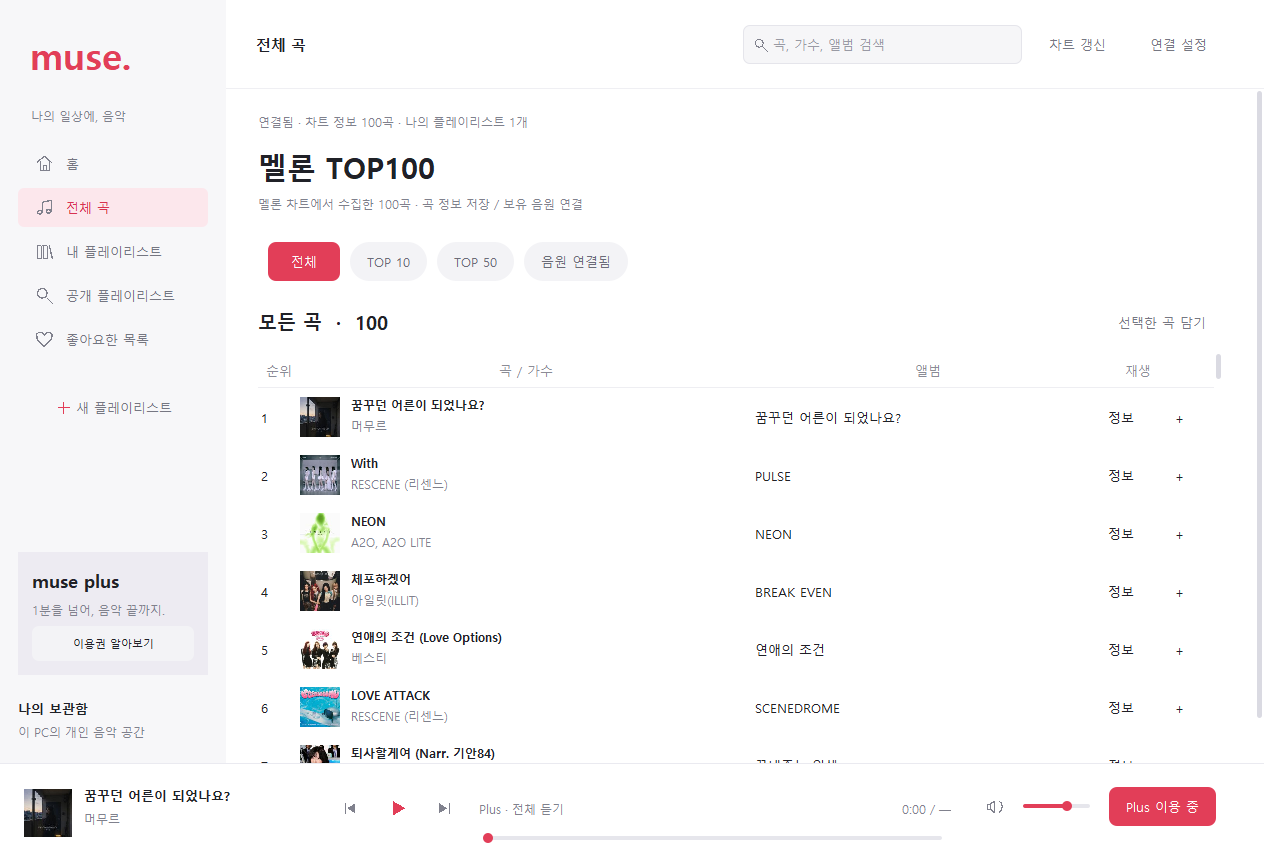 muse.
나의 일상에, 음악
홈
전체 곡
내 플레이리스트
공개 플레이리스트
좋아요한 목록
+ 새 플레이리스트
muse plus
1분을 넘어, 음악 끝까지.
이용권 알아보기
나의 보관함
이 PC의 개인 음악 공간
전체 곡
곡, 가수, 앨범 검색
차트 갱신
연결 설정
연결됨 · 차트 정보 100곡 · 나의 플레이리스트 1개
멜론 TOP100
멜론 차트에서 수집한 100곡 · 곡 정보 저장 / 보유 음원 연결
전체
TOP 10
TOP 50
음원 연결됨
모든 곡 · 100
선택한 곡 담기
순위 곡 / 가수 앨범 재생
1 꿈꾸던 어른이 되었나요? 꿈꾸던 어른이 되었나요? 정보 +
머무르
2 With PULSE 정보 +
RESCENE (리센느)
3 NEON NEON 정보 +
A2O, A2O LITE
4 체포하겠어 BREAK EVEN 정보 +
아일릿(ILLIT)
5 연애의 조건 (Love Options) 연애의 조건 정보 +
베스티
6 LOVE ATTACK SCENEDROME 정보 +
RESCENE (리센느)
퇴사할게여 (Narr. 기안84)
꿈꾸던 어른이 되었나요?
머무르
Plus · 전체 듣기
0:00 / —
Plus 이용 중